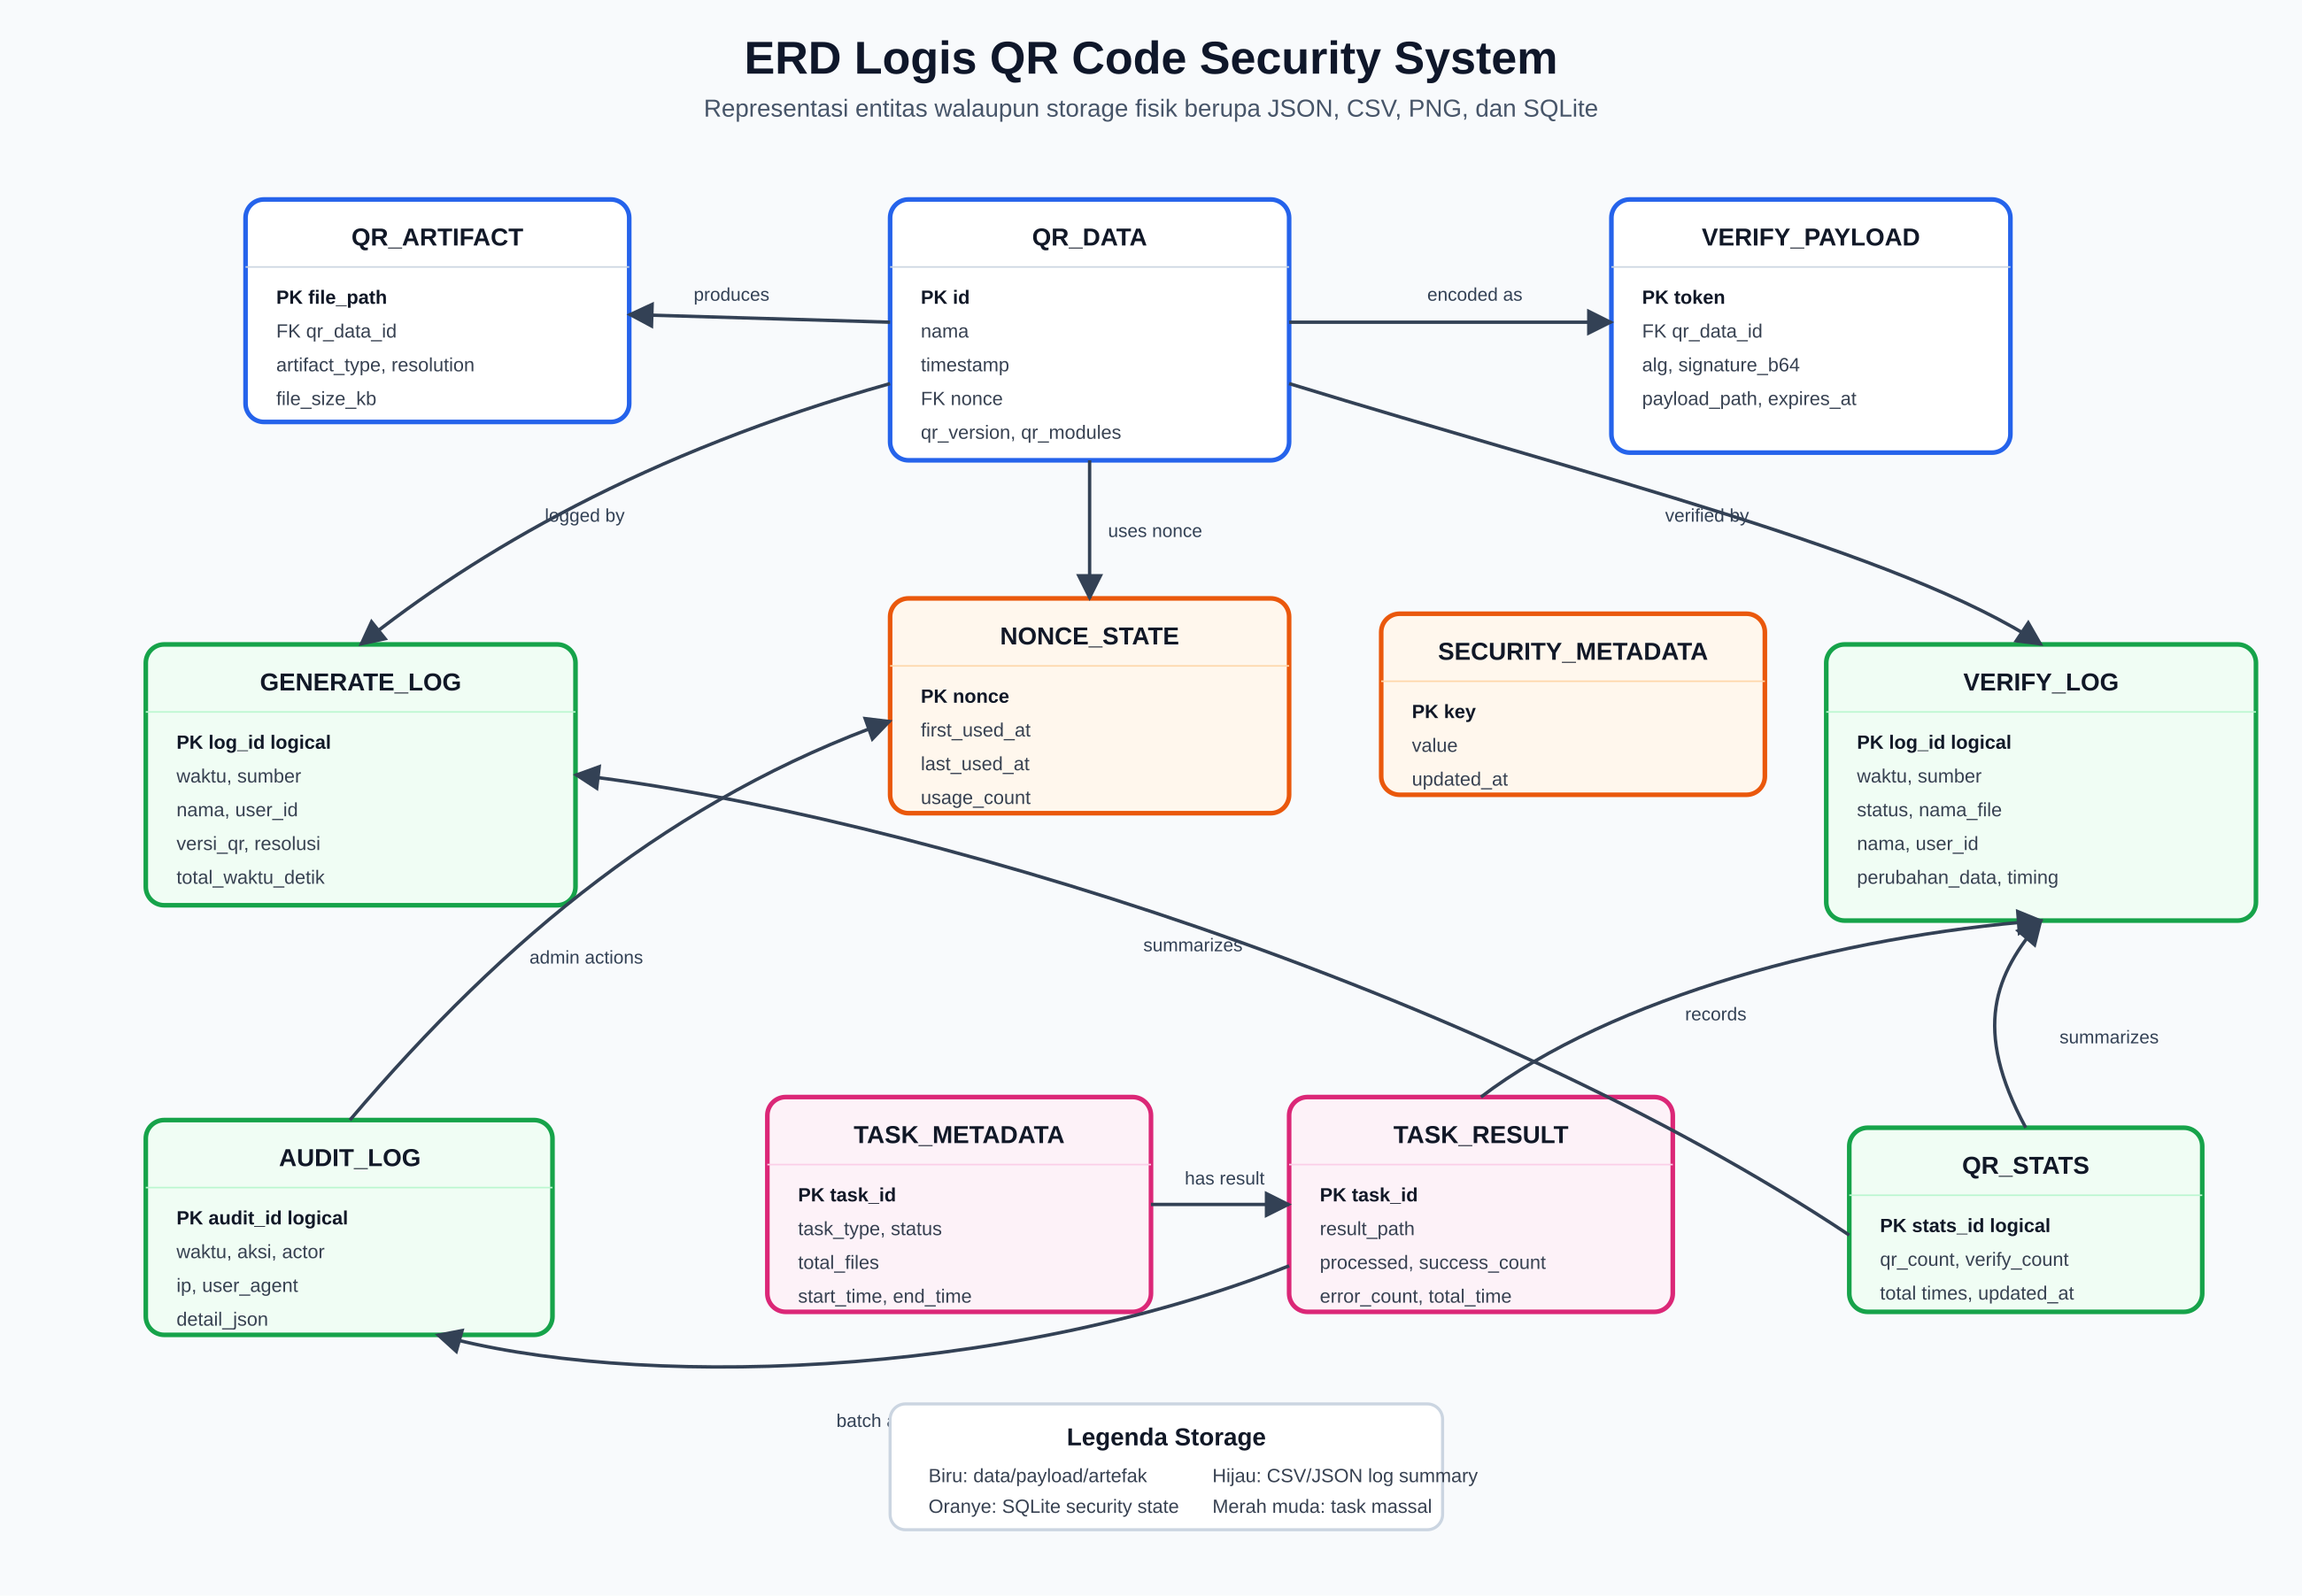 ERD Logis QR Code Security System
Representasi entitas walaupun storage fisik berupa JSON, CSV, PNG, dan SQLite
QR_ARTIFACT
PK file_path
FK qr_data_id
artifact_type, resolution
file_size_kb
produces
QR_DATA
PK id
nama
timestamp
FK nonce
qr_version, qr_modules
encoded as
VERIFY_PAYLOAD
PK token
FK qr_data_id
alg, signature_b64
payload_path, expires_at
logged by
uses nonce
verified by
GENERATE_LOG
PK log_id logical
waktu, sumber
nama, user_id
versi_qr, resolusi
total_waktu_detik
NONCE_STATE
PK nonce
first_used_at
last_used_at
usage_count
SECURITY_METADATA
PK key
value
updated_at
VERIFY_LOG
PK log_id logical
waktu, sumber
status, nama_file
nama, user_id
perubahan_data, timing
admin actions
summarizes
records
summarizes
AUDIT_LOG
PK audit_id logical
waktu, aksi, actor
ip, user_agent
detail_json
TASK_METADATA
PK task_id
task_type, status
total_files
start_time, end_time
has result
TASK_RESULT
PK task_id
result_path
processed, success_count
error_count, total_time
QR_STATS
PK stats_id logical
qr_count, verify_count
total times, updated_at
batch
Legenda Storage
Biru: data/payload/artefak
Hijau: CSV/JSON log summary
Oranye: SQLite security state
Merah muda: task massal